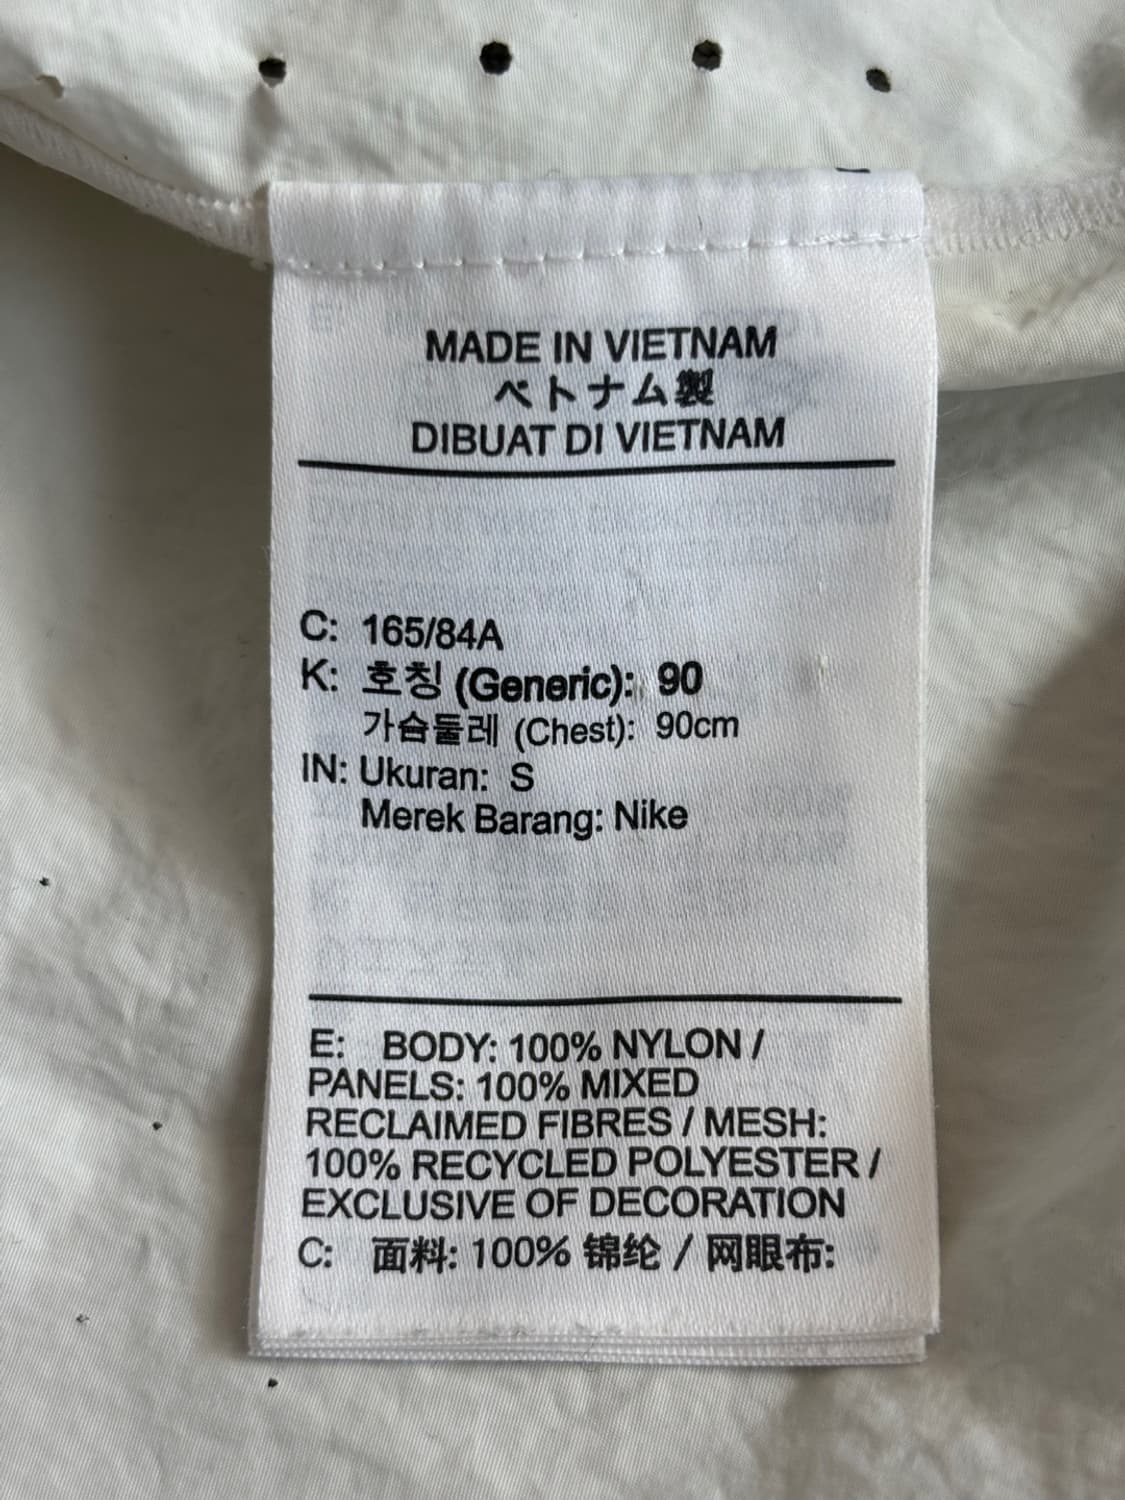 MADE IN VIETNAM
ベトナム製
DIBUAT DI VIETNAM
C: 165/84A
K: 호칭 (Generic): 90
가슴둘레 (Chest): 90cm
IN: Ukuran: S
Merek Barang: Nike
E: BODY: 100% NYLON /
PANELS: 100% MIXED
RECLAIMED FIBRES / MESH:
100% RECYCLED POLYESTER /
EXCLUSIVE OF DECORATION
C: 面料: 100% 锦纶 / 网眼布: